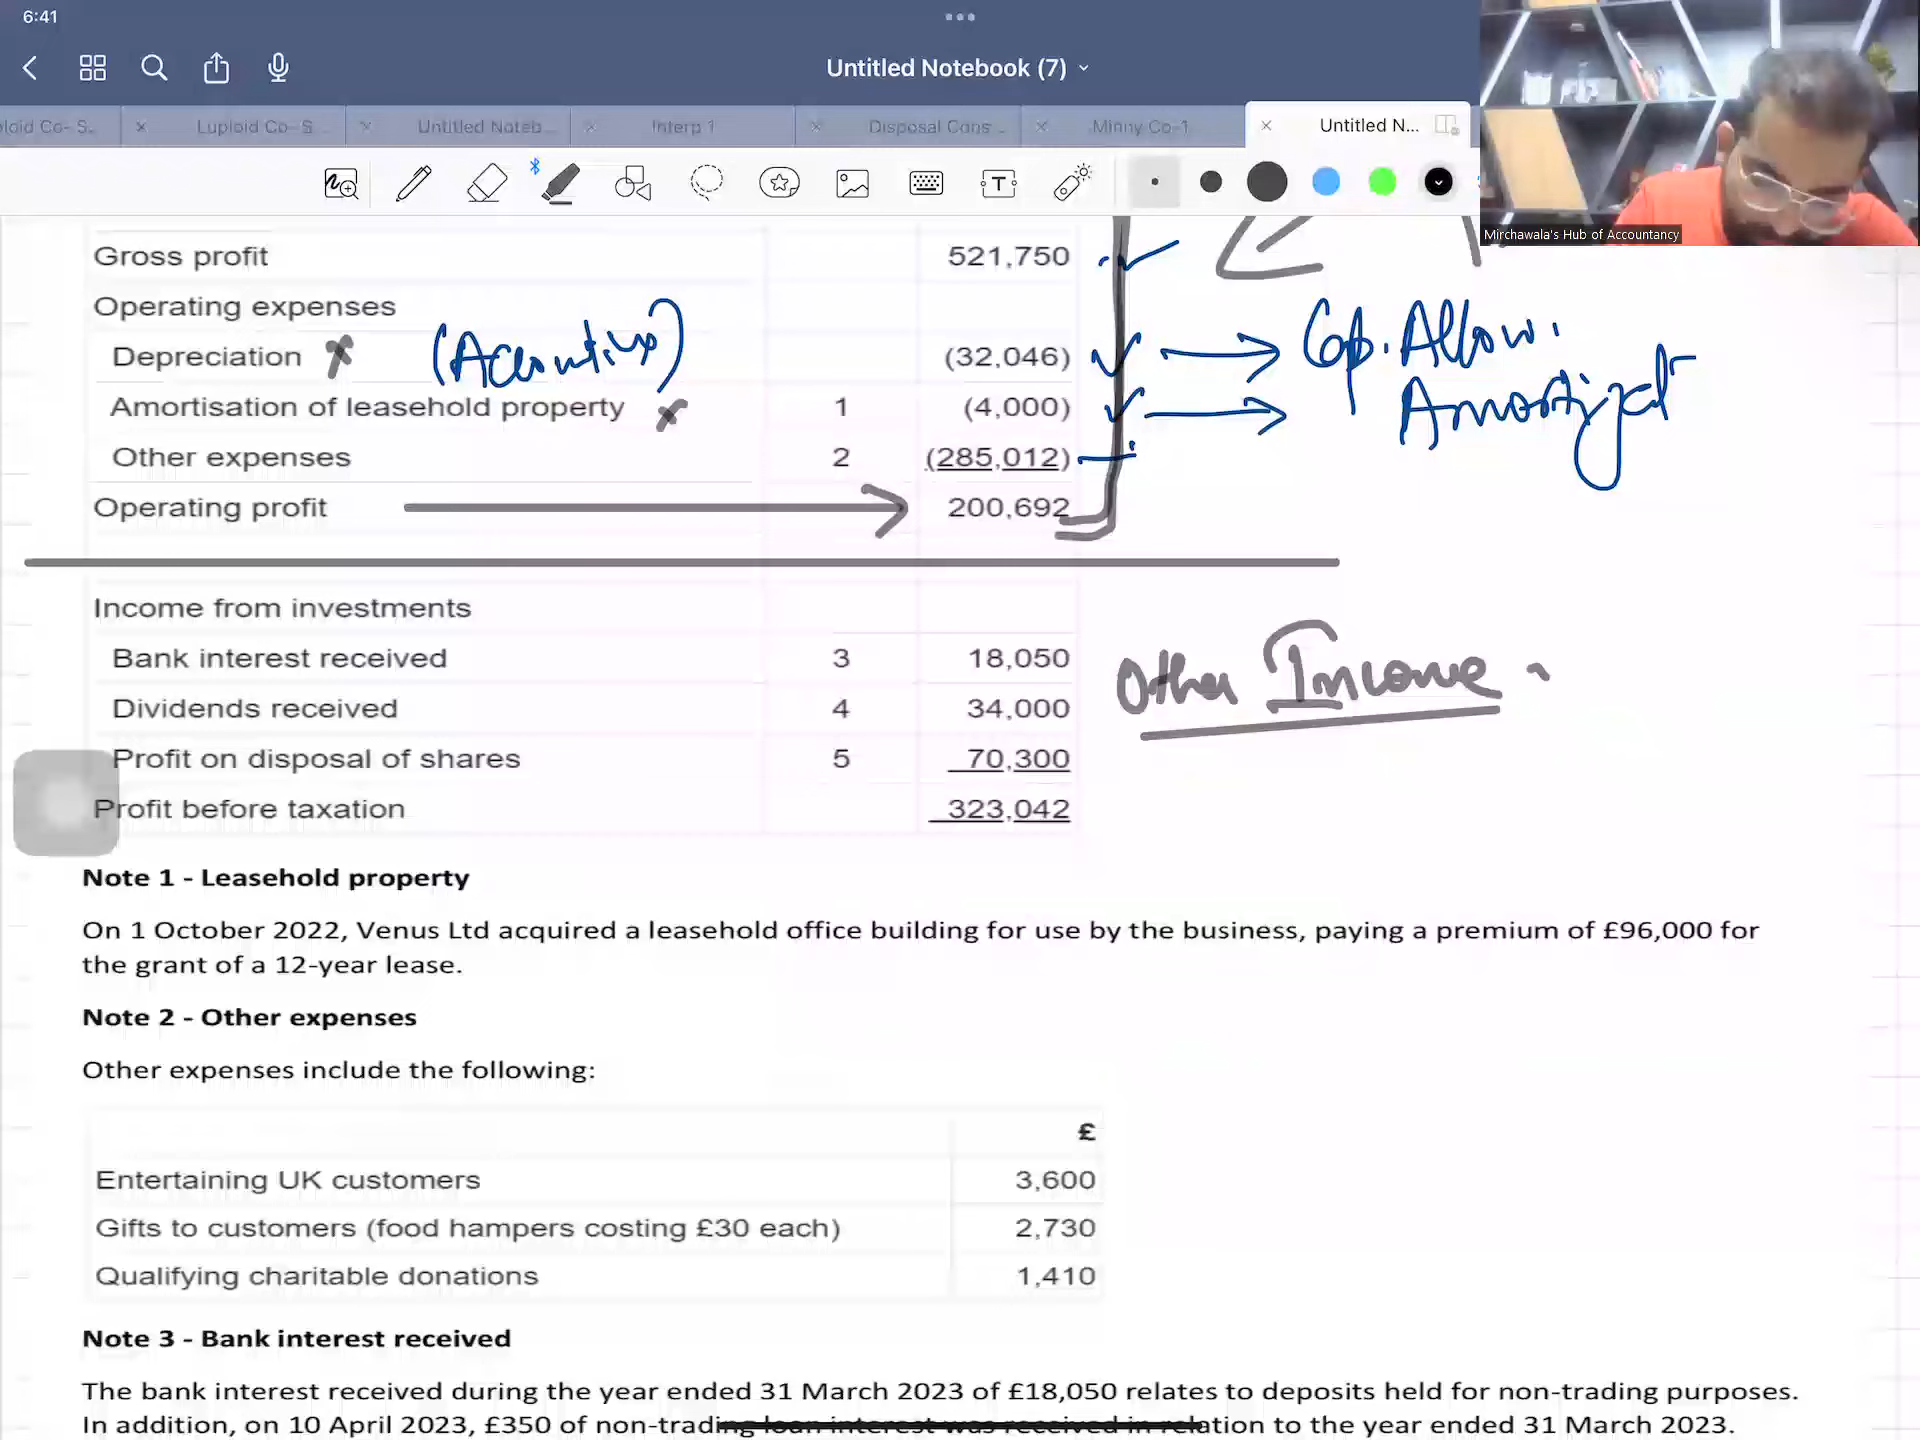 6:41
Untitled Notebook (7)
loid Co- S... Luploid Co- S... Untitled Noteb... Interp 1 Disposal Cons... Minny Co-1 Untitled N...
Mirchawala's Hub of Accountancy
Gross profit 521,750
Operating expenses
Depreciation (32,046) Cap. Allow.
Amortisation of leasehold property 1 (4,000)
Other expenses 2 (285,012)
Operating profit 200,692
Income from investments
Bank interest received 3 18,050 Other Income
Dividends received 4 34,000
Profit on disposal of shares 5 70,300
Profit before taxation 323,042
Note 1 - Leasehold property
On 1 October 2022, Venus Ltd acquired a leasehold office building for use by the business, paying a premium of £96,000 for
the grant of a 12-year lease.
Note 2 - Other expenses
Other expenses include the following:
£
Entertaining UK customers 3,600
Gifts to customers (food hampers costing £30 each) 2,730
Qualifying charitable donations 1,410
Note 3 - Bank interest received
The bank interest received during the year ended 31 March 2023 of £18,050 relates to deposits held for non-trading purposes.
In addition, on 10 April 2023, £350 of non-trading loan interest was received in relation to the year ended 31 March 2023.